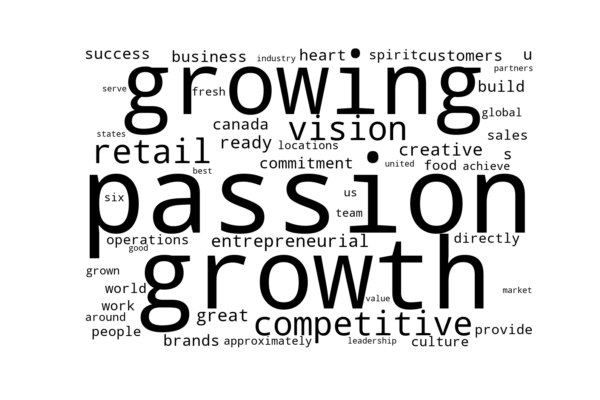 success business industry heart spirit customers u
growing
partners
serve fresh build
canada vision global
states ready locations sales
retail commitment creative s
best united food achieve
passion
six us
team
operations good entrepreneurial directly
growth
grown
world value market
work
around great competitive provide
people brands approximately leadership culture